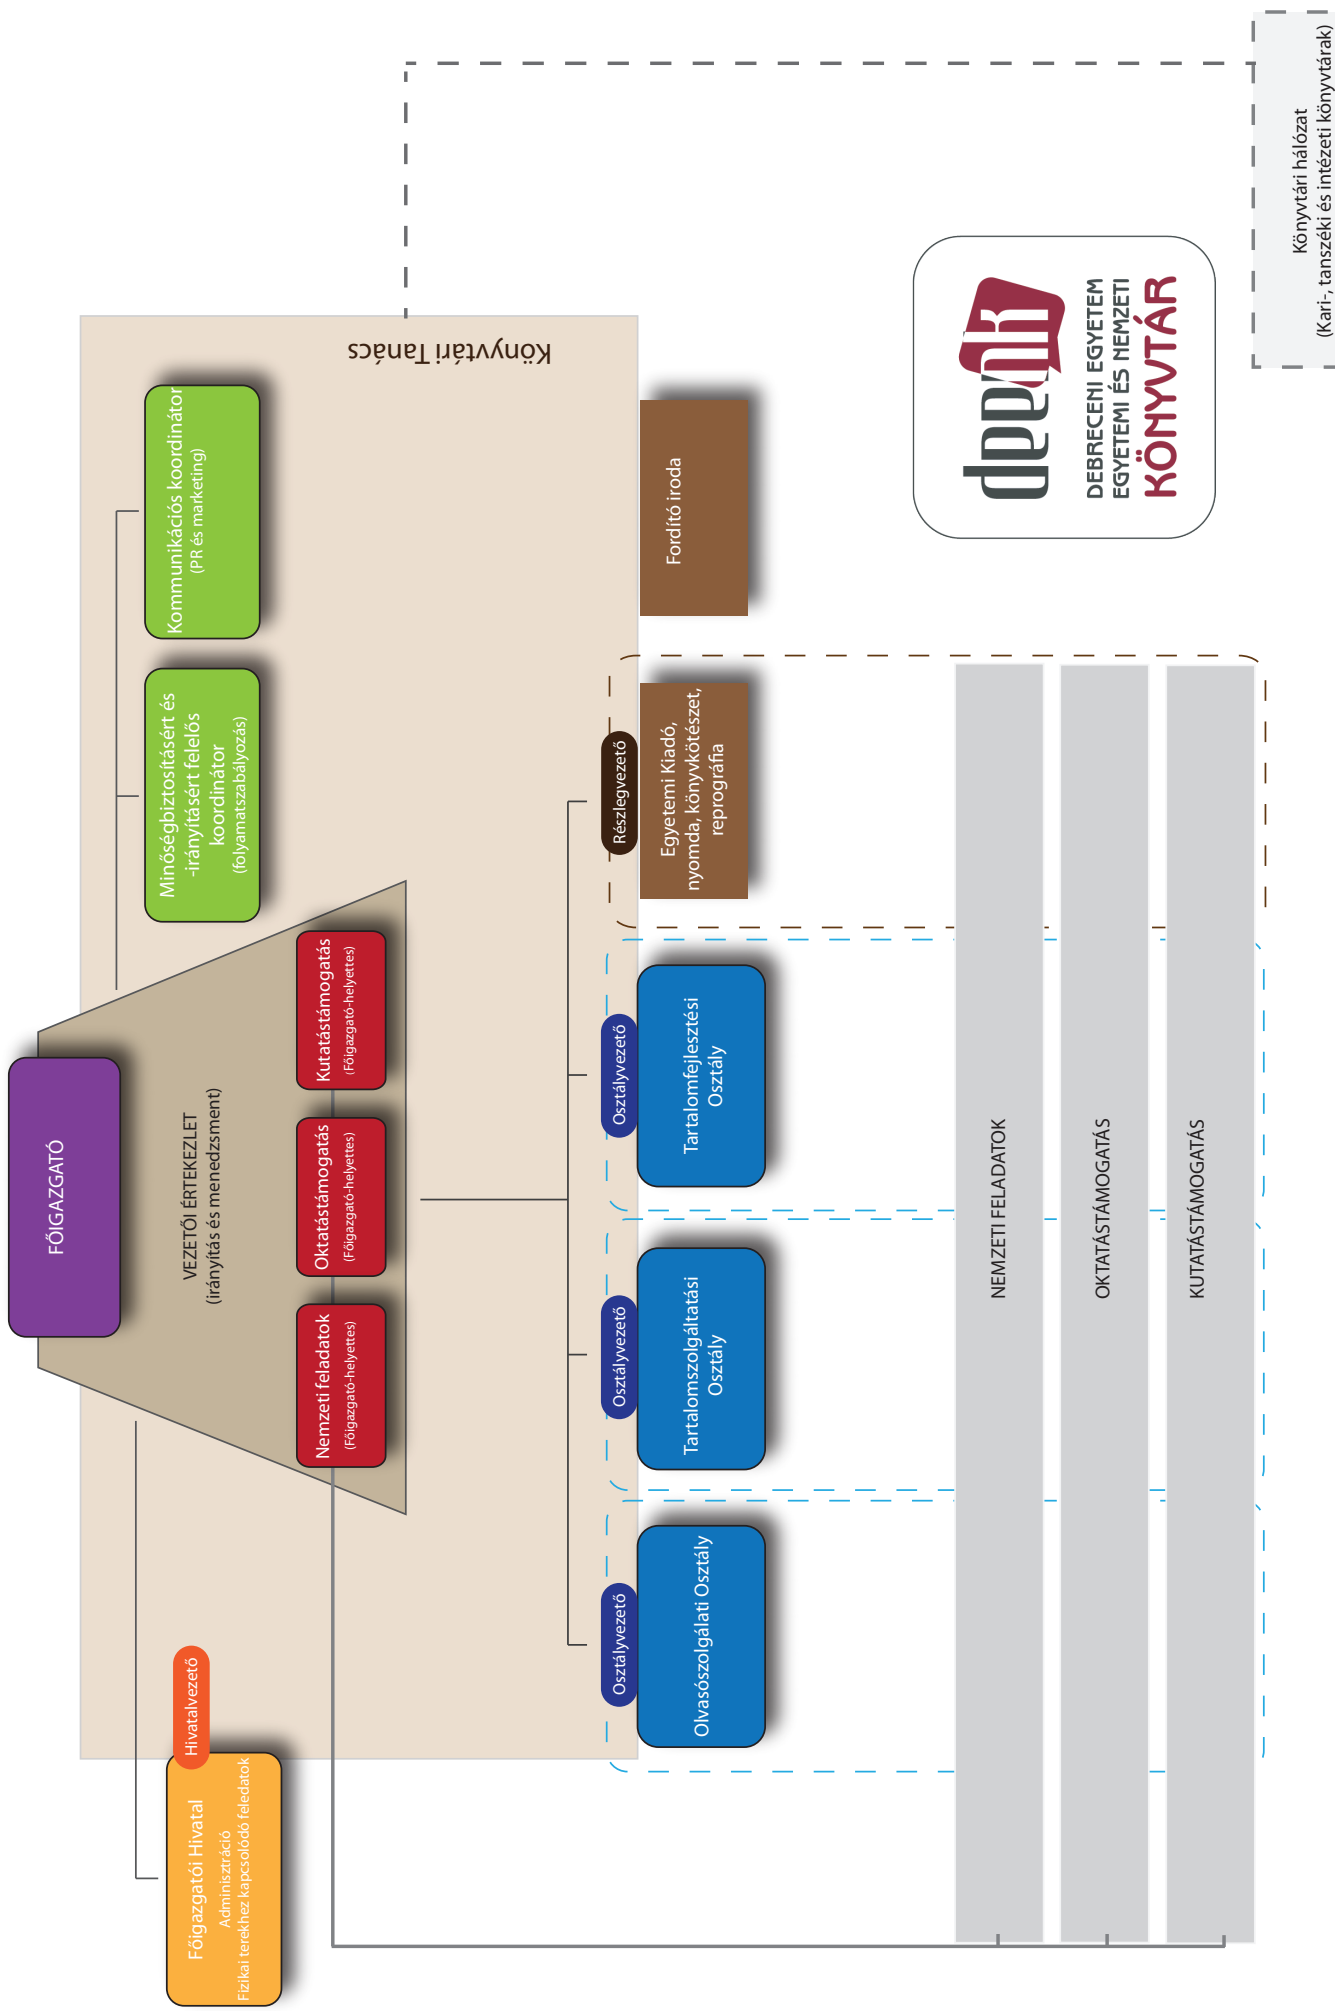 FŐIGAZGATÓ
VEZETŐI ÉRTEKEZLET
(irányítás és menedzsment)
Hivatalvezető
Főigazgatói Hivatal
Adminisztráció
Fizikai terekhez kapcsolódó feledatok
Minőségbiztosításért és
-irányításért felelős
koordinátor
(folyamatszabályozás)
Kommunikációs koordinátor
(PR és marketing)
Nemzeti feladatok
(Főigazgató-helyettes)
Oktatástámogatás
(Főigazgató-helyettes)
Kutatástámogatás
(Főigazgató-helyettes)
Könyvtári Tanács
Osztályvezető
Olvasószolgálati Osztály
Osztályvezető
Tartalomszolgáltatási
Osztály
Osztályvezető
Tartalomfejlesztési
Osztály
Részlegvezető
Egyetemi Kiadó,
nyomda, könyvkötészet,
reprográfia
Fordító iroda
NEMZETI FELADATOK
OKTATÁSTÁMOGATÁS
KUTATÁSTÁMOGATÁS
deenk
DEBRECENI EGYETEM
EGYETEMI ÉS NEMZETI
KÖNYVTÁR
Könyvtári hálózat
(Kari-, tanszéki és intézeti könyvtárak)